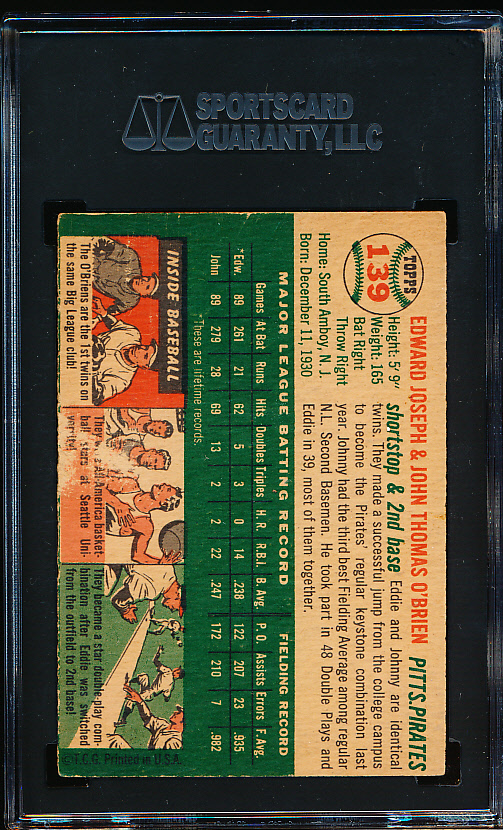 SPORTSCARD
GUARANTY, LLC
TOPPS
139
EDWARD JOSEPH & JOHN THOMAS O'BRIEN PITTS. PIRATES
Height: 5' 9" shortstop & 2nd base Eddie and Johnny are identical
Weight: 165 twins. They made a successful jump from the college campus
Bat Right to become the Pirates' regular keystone combination last
Throw Right year. Johnny had the third best Fielding Average among regular
Home: South Amboy, N. J. N.L. Second Basemen. He took part in 48 Double Plays and
Born: December 11, 1930 Eddie in 39, most of them together.
MAJOR LEAGUE BATTING RECORD FIELDING RECORD
Games At Bat Runs Hits Doubles Triples H. R. R.B.I. B. Avg. P. O. Assists Errors F. Avg.
*Edw. 89 261 21 62 5 3 0 14 .238 122 207 23 .935
John 89 279 28 69 13 2 2 22 .247 172 210 7 .982
*These are lifetime records.
INSIDE BASEBALL
The O'Briens are the 1st twins on
the same Big League club!
ball stars at Seattle Uni-
They became a star double-play com-
bination after Eddie was switched
from the outfield to 2nd base!
© T.C.G. Printed in U.S.A.